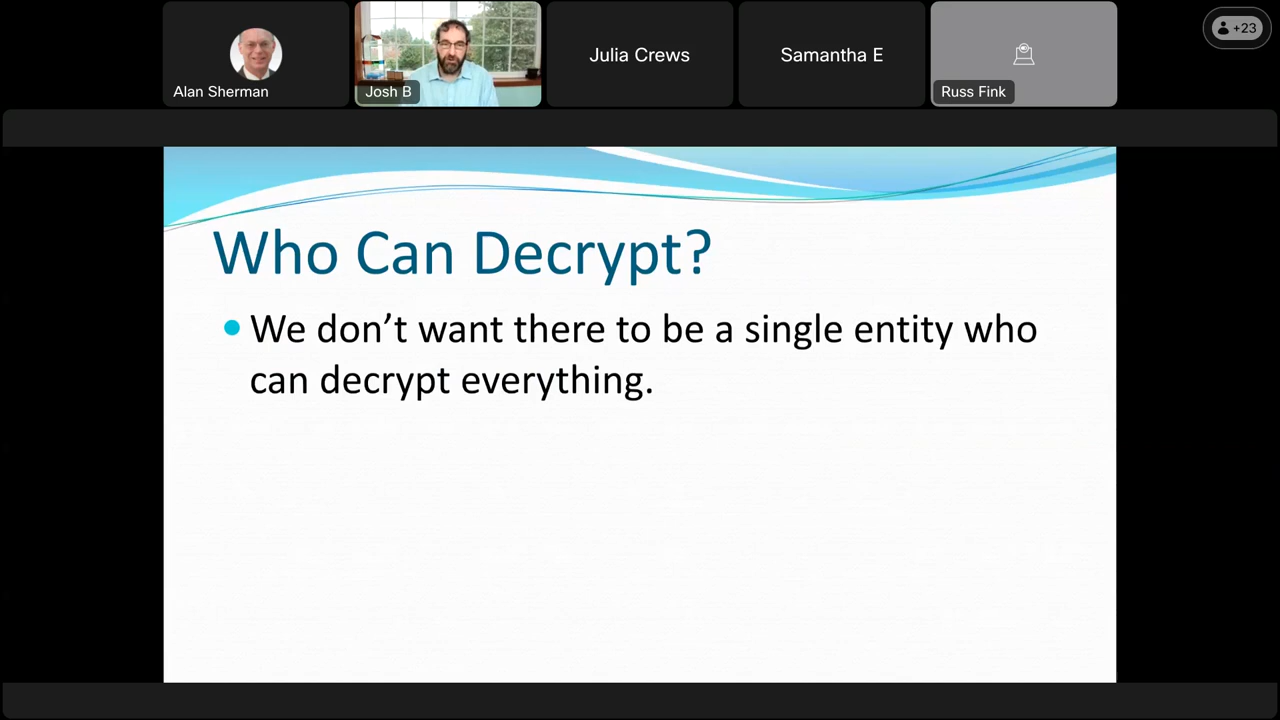 Alan Sherman
Josh B
Julia Crews
Samantha E
Russ Fink
+23
Who Can Decrypt?
We don’t want there to be a single entity who
can decrypt everything.